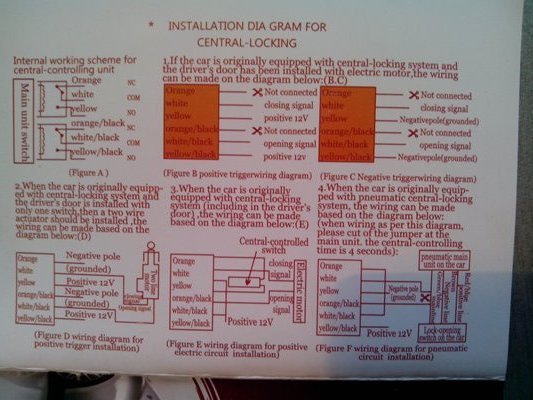 * INSTALLATION DIA GRAM FOR
CENTRAL-LOCKING
Internal working scheme for
central-controlling unit
Main unit switch
Orange NC
white COM
yellow NO
orange/black NC
white/black COM
yellow/black NO
(Figure A )
1.If the car is originally equipped with central-locking system and
the driver's door has been installed with electric motor,the wiring
can be made on the diagram below:(B.C)
Orange Not connected
white closing signal
yellow positive 12V
orange/black Not connected
white/black opening signal
yellow/black positive 12v
(Figure B positive triggerwiring diagram)
Orange Not connected
white closing signal
yellow Negativepole(grounded)
orange/black Not connected
white/black opening signal
yellow/black Negativepole(grounded)
(Figure C Negative triggerwiring diagram)
2.When the car is originally equipp-
ed with central-locking system and
the driver's door is installed with
only one switch,then a two wire
actuator should be installed ,the
wiring can be made based on the
diagram below:(D)
Orange
white
yellow
orange/black
white/black
yellow/black
Negative pole
(grounded)
Positive 12V
Negative pole
(grounded)
Positive 12V
Two line
motor
closing
signal
Opening signal
(Figure D wiring diagram for
positive trigger installation)
3.When the car is originally
equipped with central-locking
system (including in the driver's
door) ,the wiring can be made
based on the diagram below:(E)
Central-controlled
switch
Orange
white
yellow
orange/black
white/black
yellow/black
closing
signal
opening
signal
Electric motor
Positive 12V
(Figure E wiring diagram for positive
electric circuit installation)
4.When the car is originally equip-
ped with pneumatic central-locking
system, the wiring can be made
based on the diagram below:
(when wiring as per this diagram,
please cut of the jumper at the
main unit. the central-controlling
time is 4 seconds):
Orange
white
yellow
orange/black
white/black
yellow/black
pneumatic main
unit on the car
Negative pole
(grounded)
Positive 12V
Lock-opening
switch on the car
(Figure F wiring diagram for pneumatic
circuit installation)